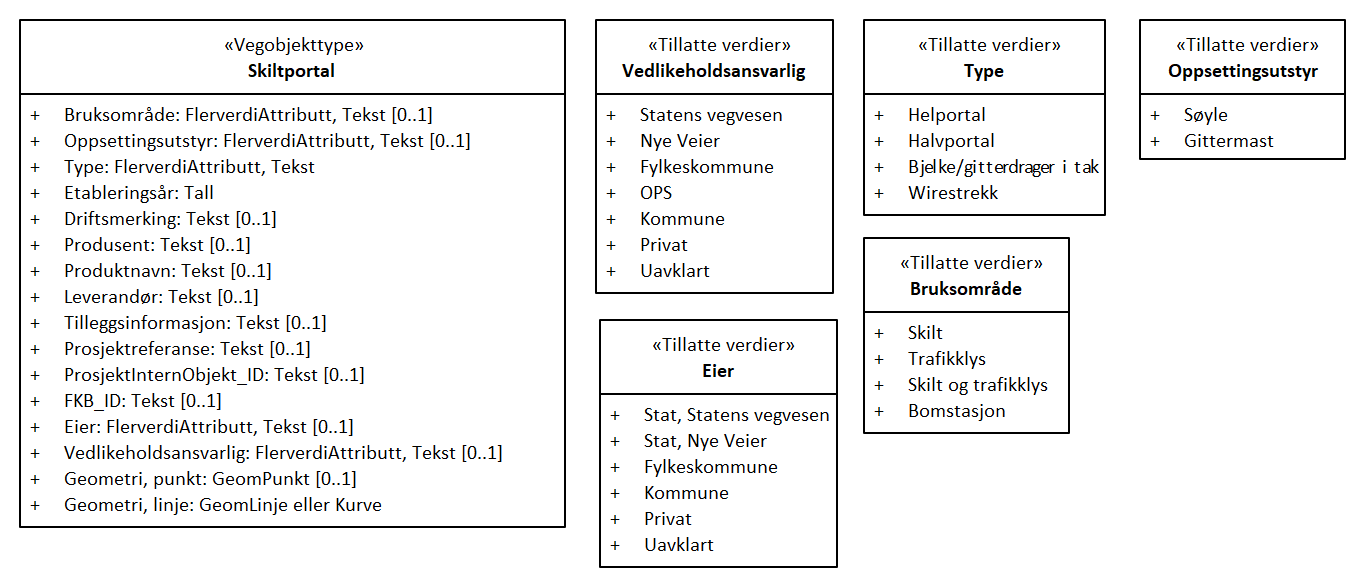 «Vegobjekttype»
Skiltportal
+ Bruksområde: FlerverdiAttributt, Tekst [0..1]
+ Oppsettingsutstyr: FlerverdiAttributt, Tekst [0..1]
+ Type: FlerverdiAttributt, Tekst
+ Etableringsår: Tall
+ Driftsmerking: Tekst [0..1]
+ Produsent: Tekst [0..1]
+ Produktnavn: Tekst [0..1]
+ Leverandør: Tekst [0..1]
+ Tilleggsinformasjon: Tekst [0..1]
+ Prosjektreferanse: Tekst [0..1]
+ ProsjektInternObjekt_ID: Tekst [0..1]
+ FKB_ID: Tekst [0..1]
+ Eier: FlerverdiAttributt, Tekst [0..1]
+ Vedlikeholdsansvarlig: FlerverdiAttributt, Tekst [0..1]
+ Geometri, punkt: GeomPunkt [0..1]
+ Geometri, linje: GeomLinje eller Kurve
«Tillatte verdier»
Vedlikeholdsansvarlig
+ Statens vegvesen
+ Nye Veier
+ Fylkeskommune
+ OPS
+ Kommune
+ Privat
+ Uavklart
«Tillatte verdier»
Eier
+ Stat, Statens vegvesen
+ Stat, Nye Veier
+ Fylkeskommune
+ Kommune
+ Privat
+ Uavklart
«Tillatte verdier»
Type
+ Helportal
+ Halvportal
+ Bjelke/gitterdrager i tak
+ Wirestrekk
«Tillatte verdier»
Bruksområde
+ Skilt
+ Trafikklys
+ Skilt og trafikklys
+ Bomstasjon
«Tillatte verdier»
Oppsettingsutstyr
+ Søyle
+ Gittermast